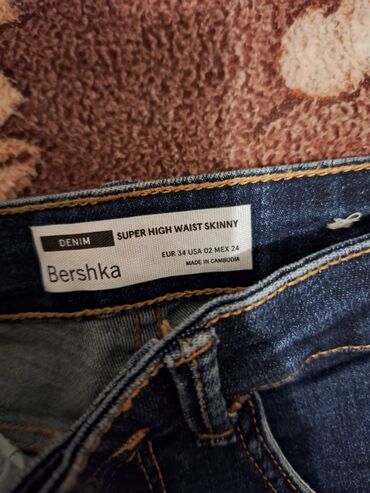 DENIM
SUPER HIGH WAIST SKINNY
Bershka
EUR 34 USA 02 MEX 24
MADE IN CAMBODIA